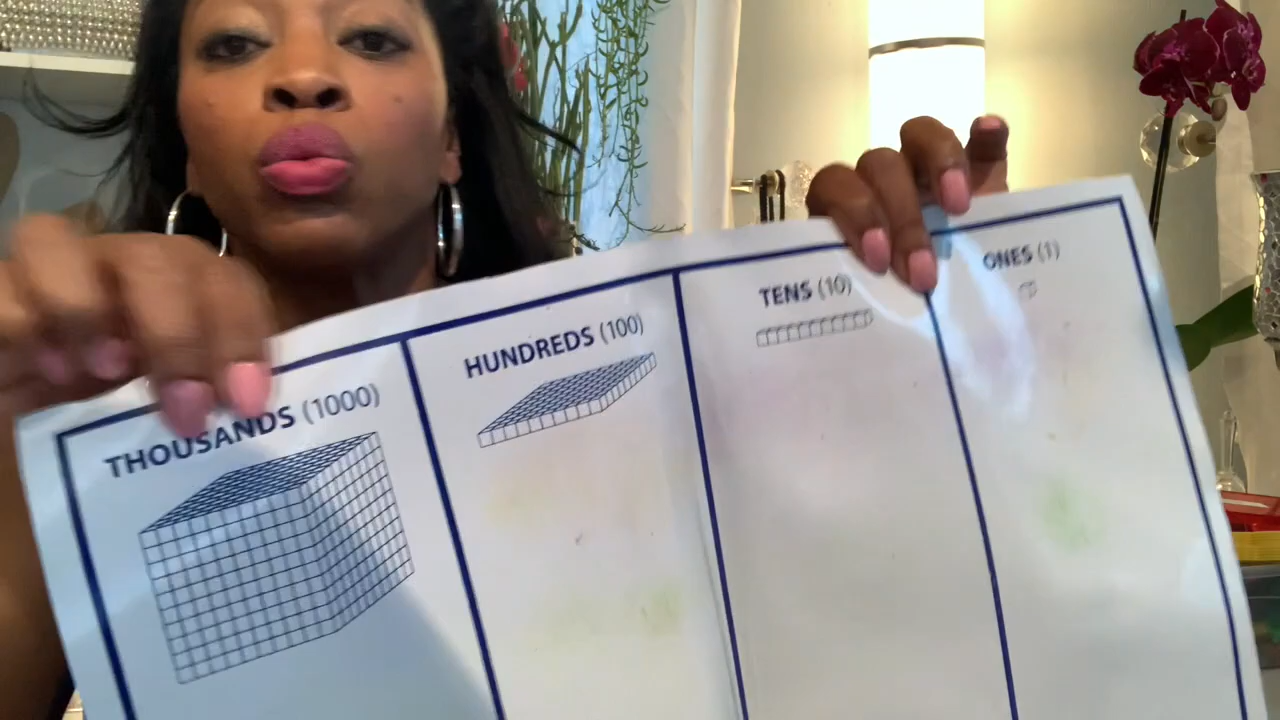 THOUSANDS (1000)
HUNDREDS (100)
TENS (10)
ONES (1)